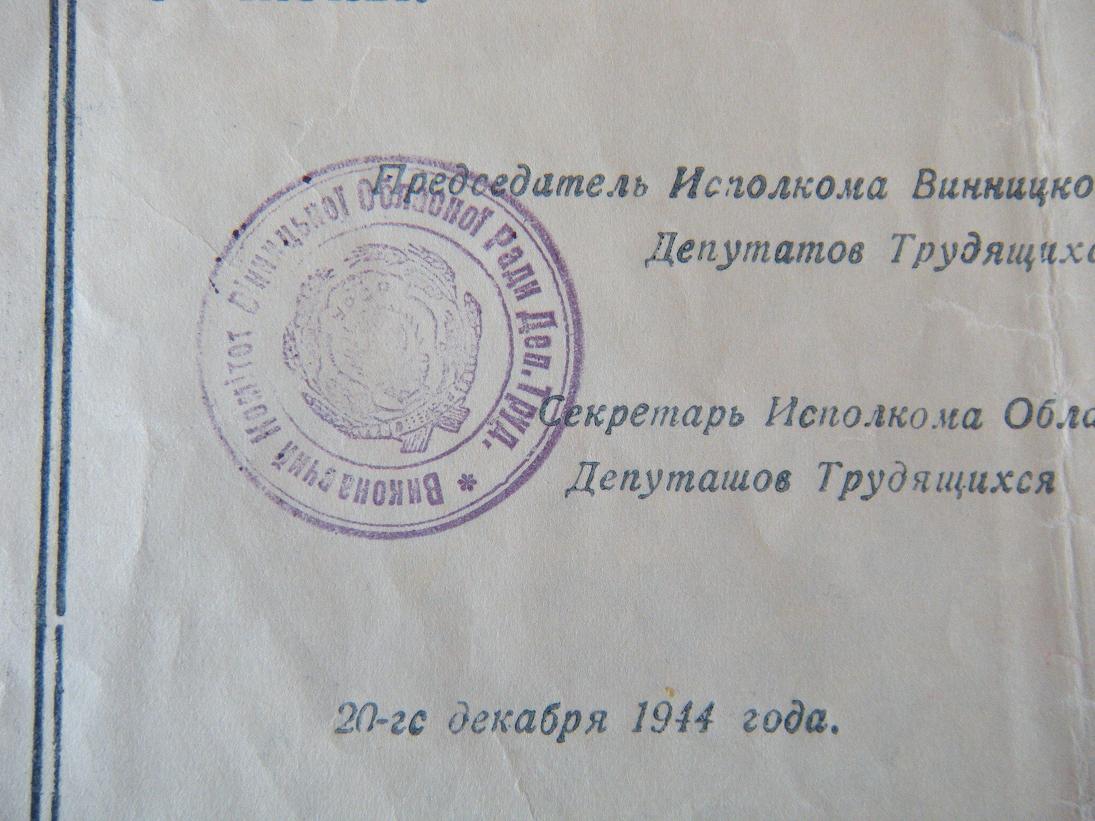 Председатель Исполкома Винницко
Депутатов Трудящихс
Секретарь Исполкома Обла
Депуташов Трудящихся
20-гс декабря 1944 года.
Виконавчий Комітот Вінницької Обласної Ради Деп. Труд. *